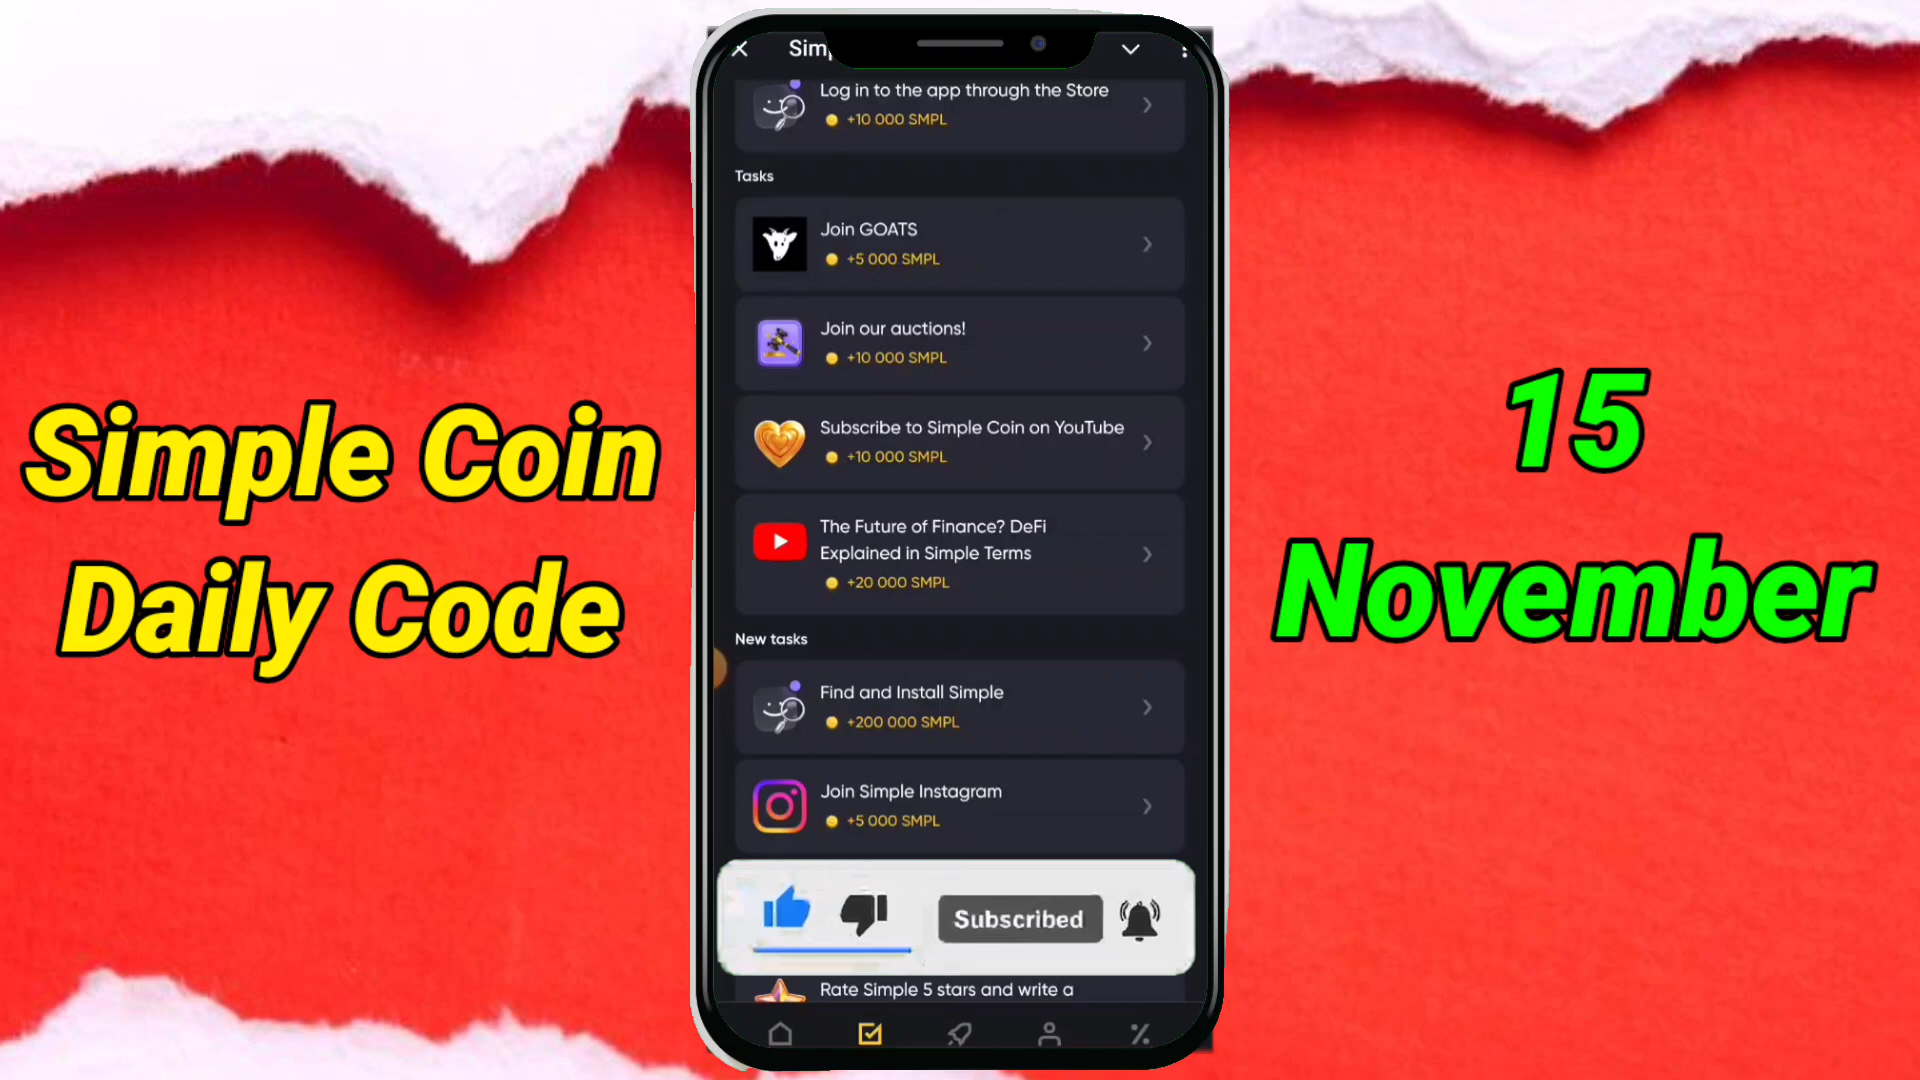 Simple Coin
Daily Code
Sim
Log in to the app through the Store
+10 000 SMPL
Tasks
Join GOATS
+5 000 SMPL
Join our auctions!
+10 000 SMPL
Subscribe to Simple Coin on YouTube
+10 000 SMPL
The Future of Finance? DeFi
Explained in Simple Terms
+20 000 SMPL
New tasks
Find and Install Simple
+200 000 SMPL
Join Simple Instagram
+5 000 SMPL
Subscribed
Rate Simple 5 stars and write a
15
November